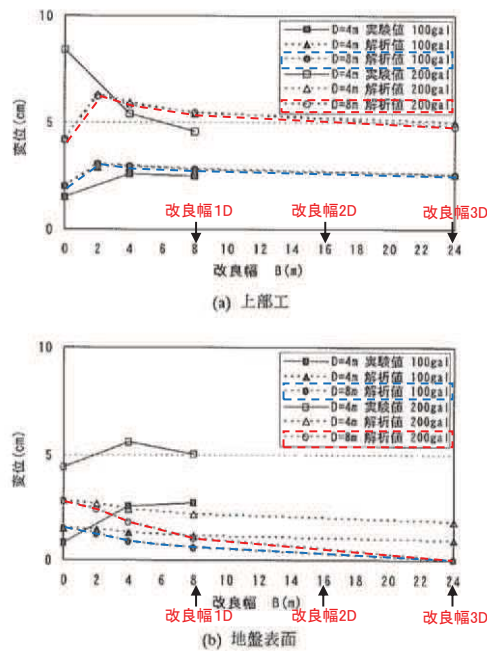 10
5
0
変位(cm)
D=4m 実験値 100gal
D=4m 解析値 100gal
D=8m 解析値 100gal
D=4m 実験値 200gal
D=4m 解析値 200gal
D=8m 解析値 200gal
改良幅1D
改良幅2D
改良幅3D
0 2 4 6 8 10 12 14 16 18 20 22 24
改良幅 B(m)
(a) 上部工
10
5
0
変位(cm)
D=4m 実験値 100gal
D=4m 解析値 100gal
D=8m 解析値 100gal
D=4m 実験値 200gal
D=4m 解析値 200gal
D=8m 解析値 200gal
0 2 4 6 8 10 12 14 16 18 20 22 24
改良幅 B(m)
改良幅1D
改良幅2D
改良幅3D
(b) 地盤表面